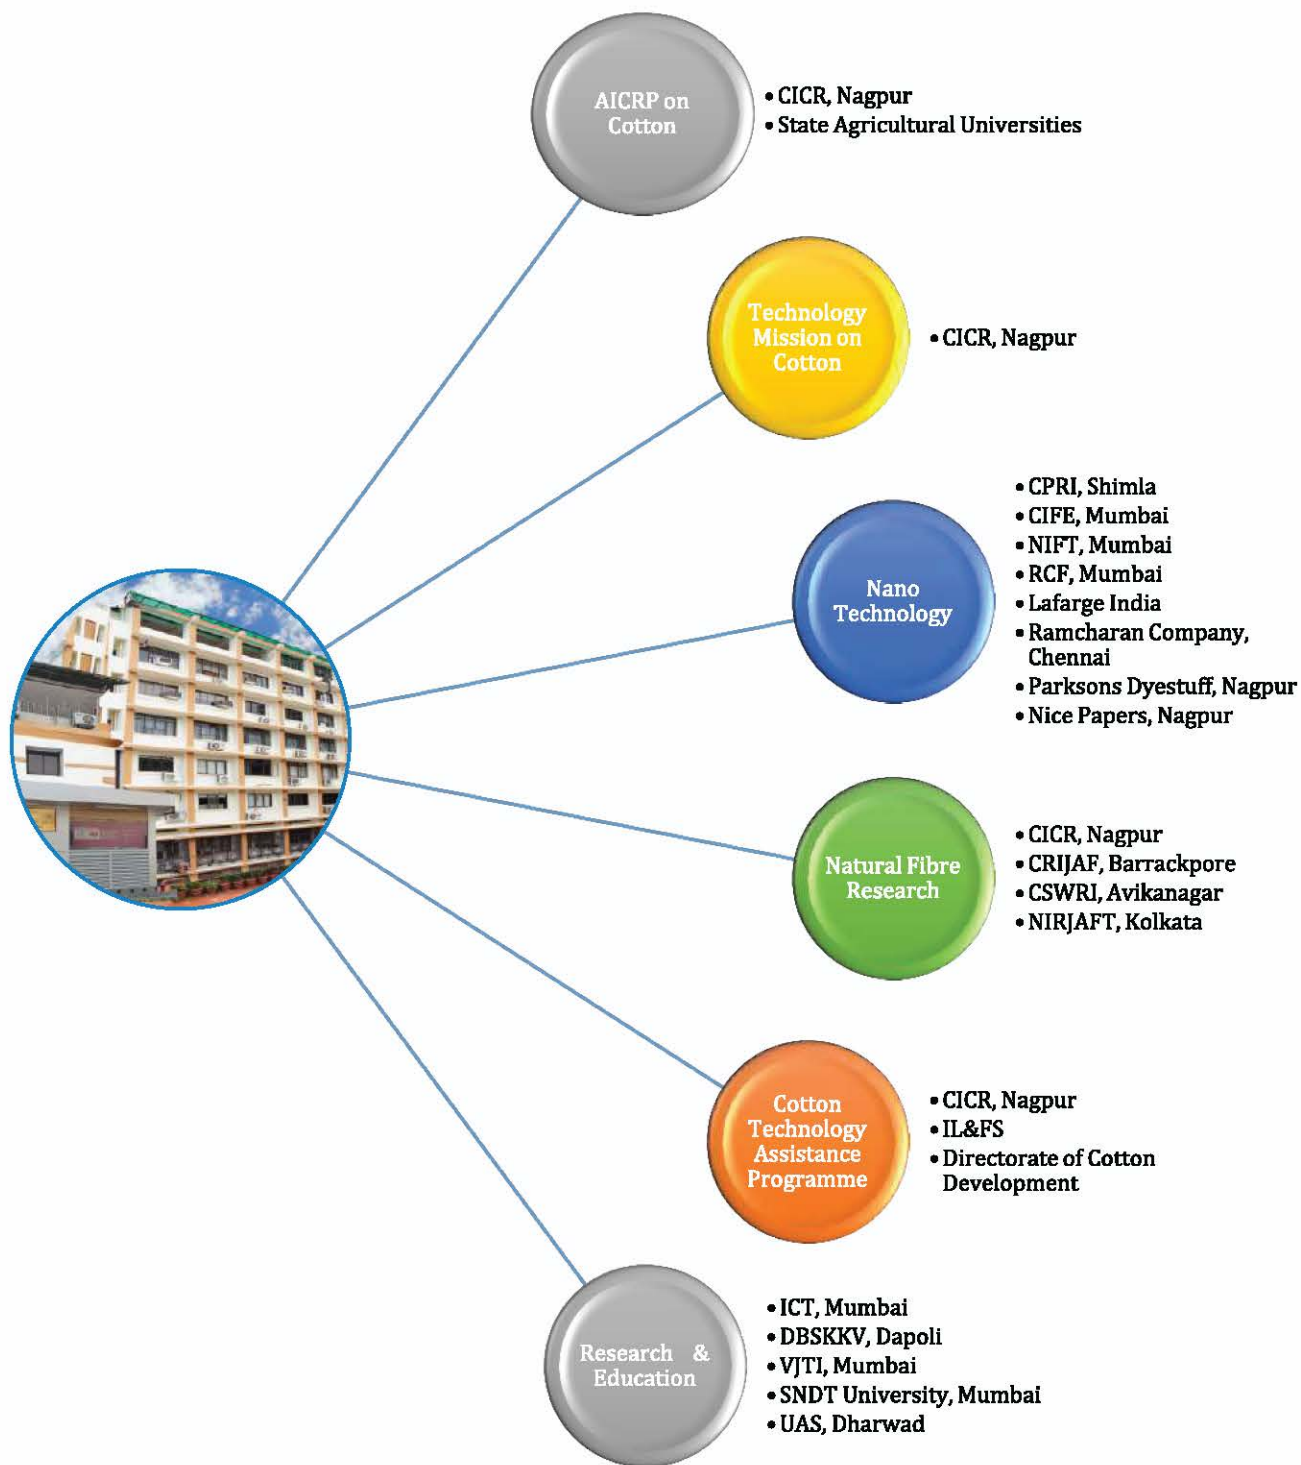 AICRP on
Cotton
• CICR, Nagpur
• State Agricultural Universities
Technology
Mission on
Cotton
• CICR, Nagpur
Nano
Technology
• CPRI, Shimla
• CIFE, Mumbai
• NIFT, Mumbai
• RCF, Mumbai
• Lafarge India
• Ramcharan Company,
Chennai
• Parksons Dyestuff, Nagpur
• Nice Papers, Nagpur
Natural Fibre
Research
• CICR, Nagpur
• CRIJAF, Barrackpore
• CSWRI, Avikanagar
• NIRJAFT, Kolkata
Cotton
Technology
Assistance
Programme
• CICR, Nagpur
• IL&FS
• Directorate of Cotton
Development
Research &
Education
• ICT, Mumbai
• DBSKKV, Dapoli
• VJTI, Mumbai
• SNDT University, Mumbai
• UAS, Dharwad